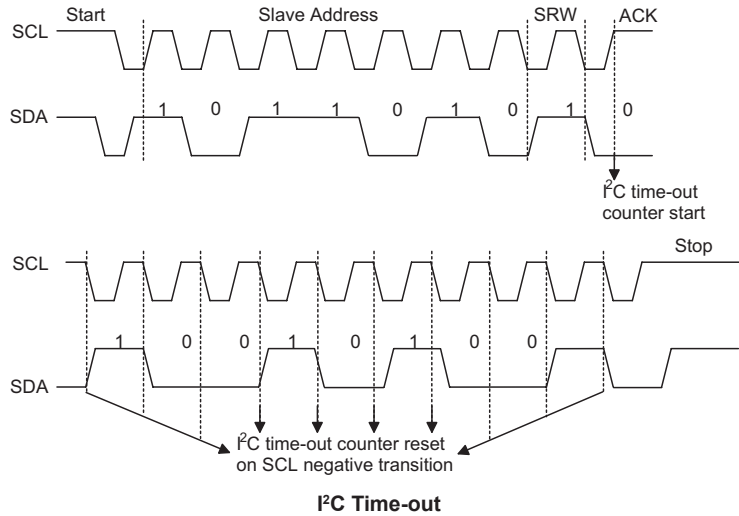 Start Slave Address SRW ACK
SCL
1 0 1 1 0 1 0 1 0
SDA
I²C time-out
counter start
Stop
SCL
1 0 0 1 0 1 0 0
SDA
I²C time-out counter reset
on SCL negative transition
I²C Time-out